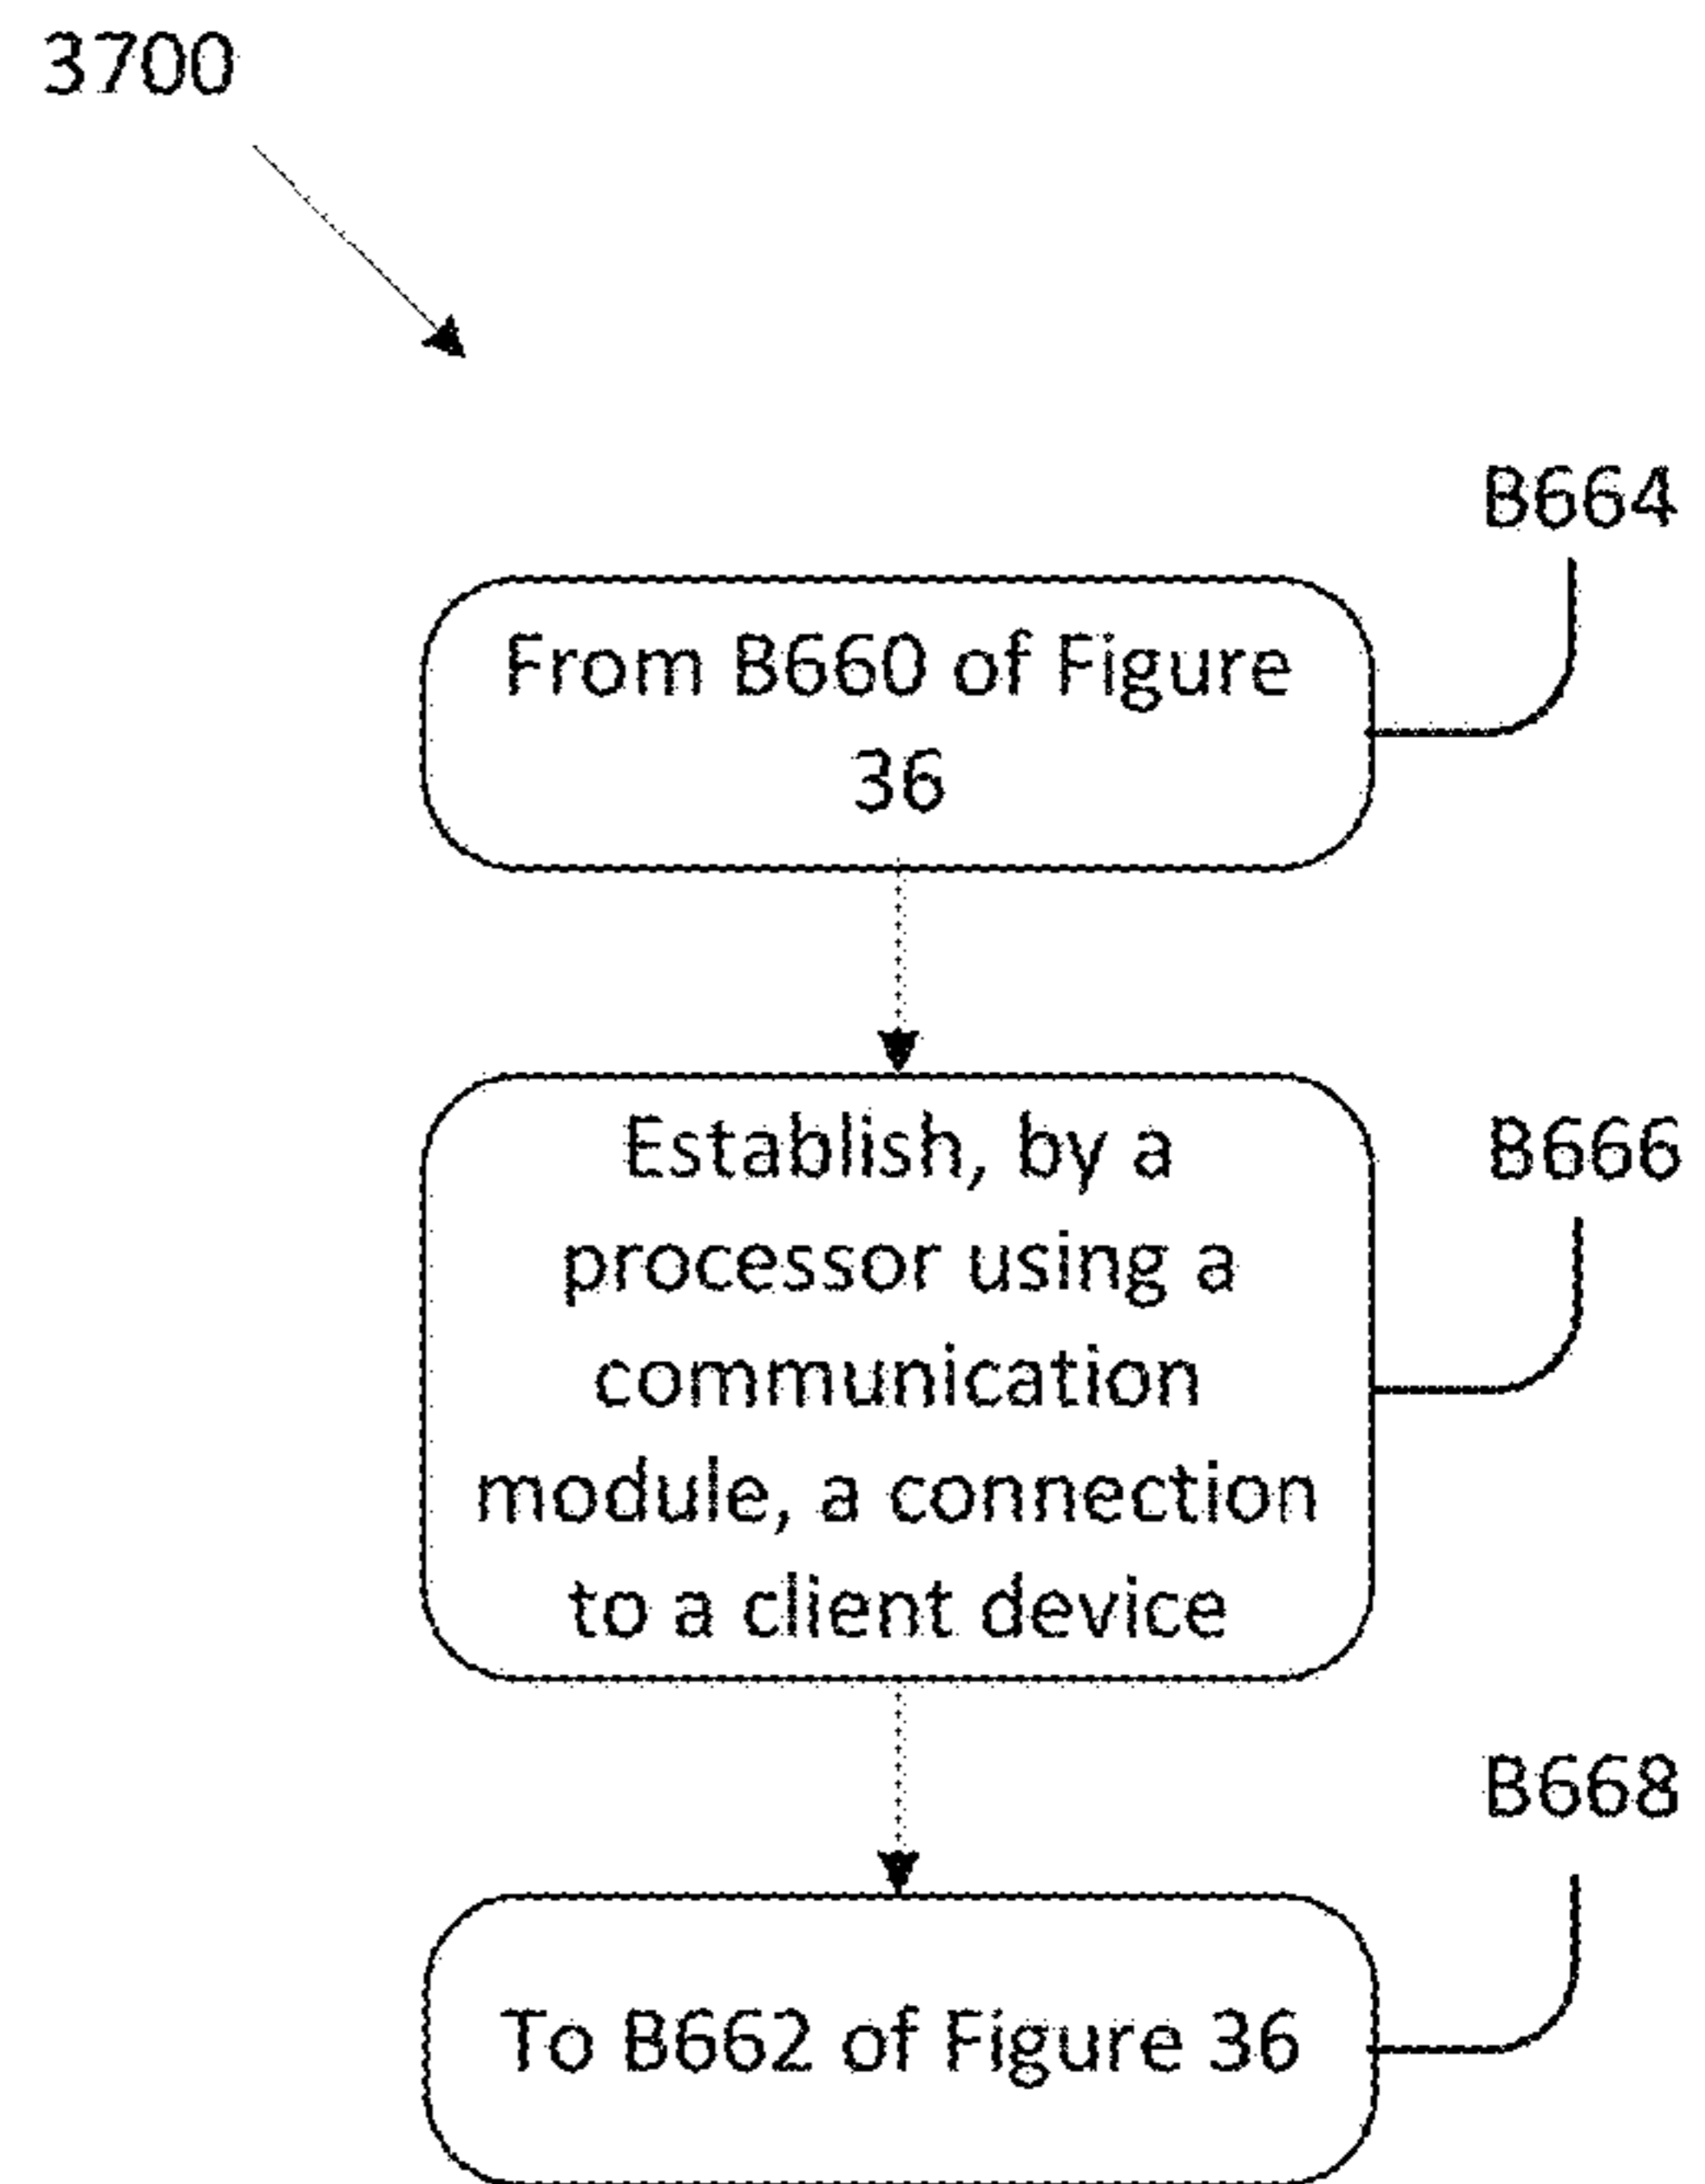 3700
B664
From B660 of Figure
36
Establish, by a
B666
processor using a
communication
module, a connection
to a client device
B668
To B662 of Figure 36